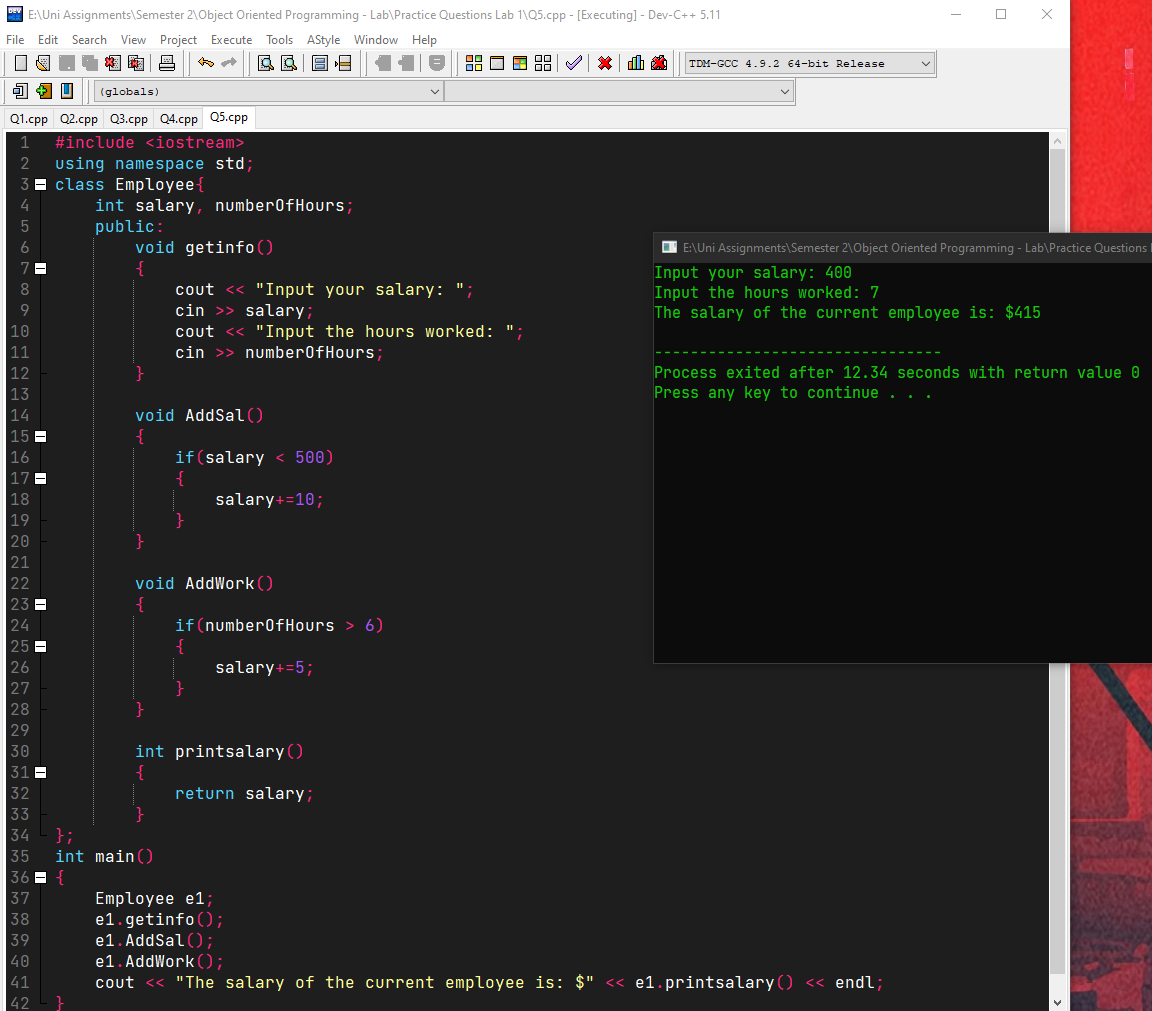 E:\Uni Assignments\Semester 2\Object Oriented Programming - Lab\Practice Questions Lab 1\Q5.cpp - [Executing] - Dev-C++ 5.11
File Edit Search View Project Execute Tools AStyle Window Help
TDM-GCC 4.9.2 64-bit Release
(globals)
Q1.cpp Q2.cpp Q3.cpp Q4.cpp Q5.cpp
1 #include <iostream>
2 using namespace std;
3 class Employee{
4 int salary, numberOfHours;
5 public:
6 void getinfo()
7 {
8 cout << "Input your salary: ";
9 cin >> salary;
10 cout << "Input the hours worked: ";
11 cin >> numberOfHours;
12 }
13
14 void AddSal()
15 {
16 if(salary < 500)
17 {
18 salary+=10;
19 }
20 }
21
22 void AddWork()
23 {
24 if(numberOfHours > 6)
25 {
26 salary+=5;
27 }
28 }
29
30 int printsalary()
31 {
32 return salary;
33 }
34 };
35 int main()
36 {
37 Employee e1;
38 e1.getinfo();
39 e1.AddSal();
40 e1.AddWork();
41 cout << "The salary of the current employee is: $" << e1.printsalary() << endl;
42 }
E:\Uni Assignments\Semester 2\Object Oriented Programming - Lab\Practice Questions
Input your salary: 400
Input the hours worked: 7
The salary of the current employee is: $415
--------------------------------
Process exited after 12.34 seconds with return value 0
Press any key to continue . . .